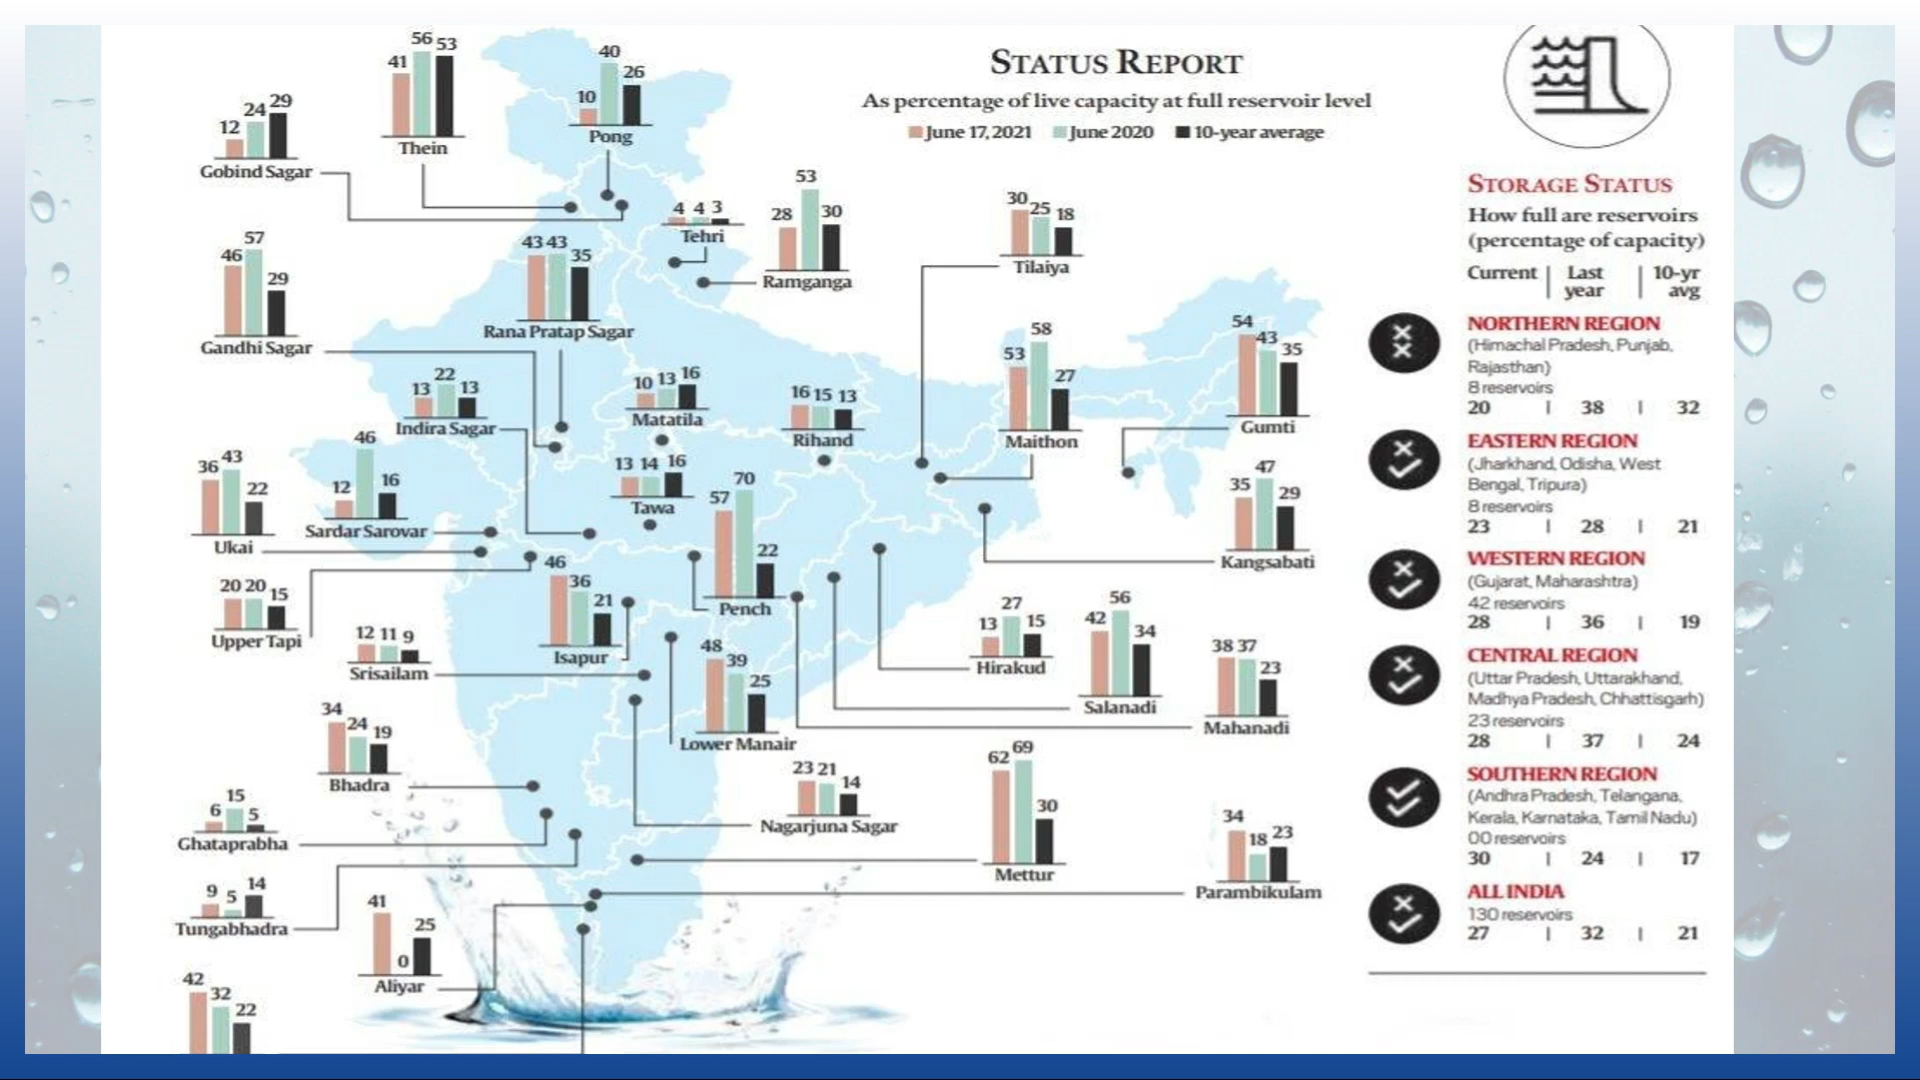 STATUS REPORT
As percentage of live capacity at full reservoir level
June 17, 2021 June 2020 10-year average
41 56 53
Thein
10 40 26
Pong
12 24 29
Gobind Sagar
4 4 3
Tehri
28 53 30
Ramganga
30 25 18
Tilaiya
46 57 29
Gandhi Sagar
43 43 35
Rana Pratap Sagar
13 22 13
Indira Sagar
10 13 16
Matatila
16 15 13
Rihand
53 58 27
Maithon
54 43 35
Gumti
36 43 22
Ukai
12 46 16
Sardar Sarovar
13 14 16
Tawa
57 70 22
Pench
35 47 29
Kangsabati
20 20 15
Upper Tapi
46 36 21
Isapur
12 11 9
Srisailam
48 39 25
Lower Manair
13 27 15
Hirakud
42 56 34
Salanadi
38 37 23
Mahanadi
34 24 19
Bhadra
23 21 14
Nagarjuna Sagar
62 69 30
Mettur
6 15 5
Ghataprabha
34 18 23
Parambikulam
9 5 14
Tungabhadra
41 0 25
Aliyar
42 32 22
STORAGE STATUS
How full are reservoirs
(percentage of capacity)
Current | Last year | 10-yr avg
NORTHERN REGION
(Himachal Pradesh, Punjab,
Rajasthan)
8 reservoirs
20 | 38 | 32
EASTERN REGION
(Jharkhand, Odisha, West
Bengal, Tripura)
8 reservoirs
23 | 28 | 21
WESTERN REGION
(Gujarat, Maharashtra)
42 reservoirs
28 | 36 | 19
CENTRAL REGION
(Uttar Pradesh, Uttarakhand,
Madhya Pradesh, Chhattisgarh)
23 reservoirs
28 | 37 | 24
SOUTHERN REGION
(Andhra Pradesh, Telangana,
Kerala, Karnataka, Tamil Nadu)
00 reservoirs
30 | 24 | 17
ALL INDIA
130 reservoirs
27 | 32 | 21